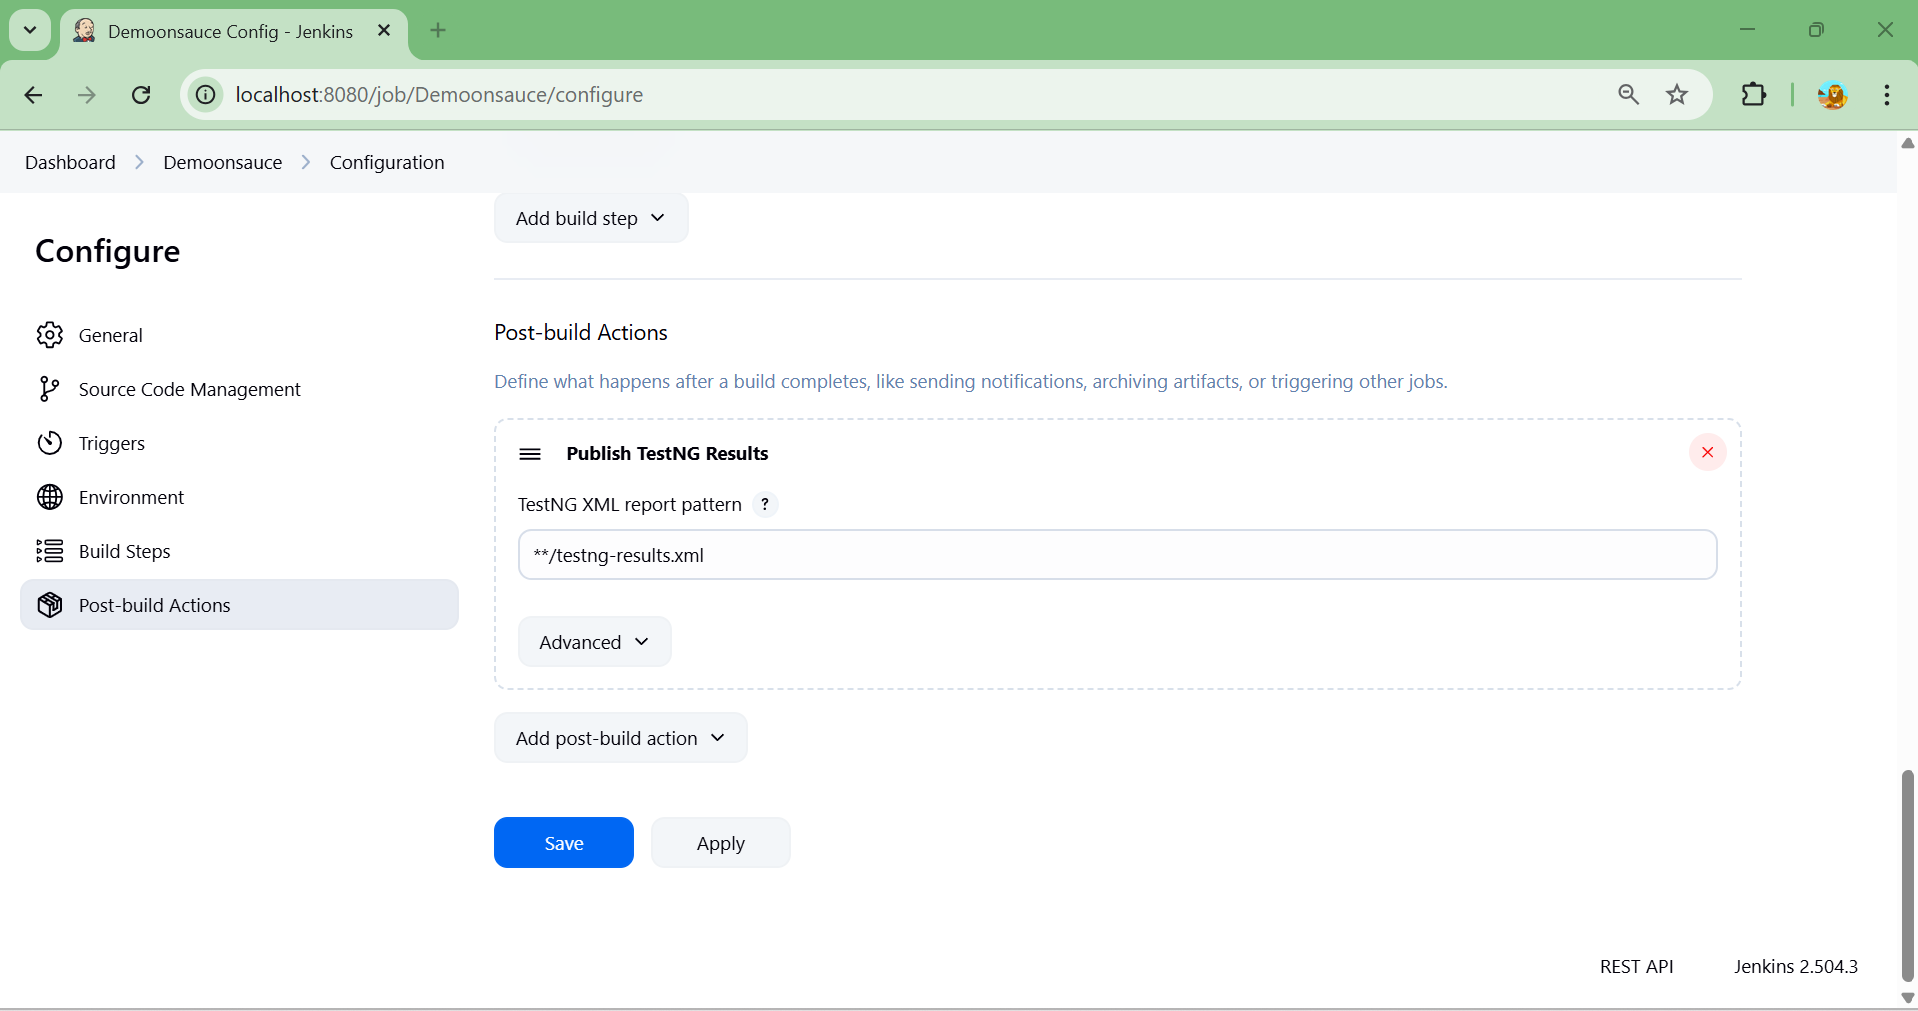 Demoonsauce Config - Jenkins
localhost:8080/job/Demoonsauce/configure
Dashboard > Demoonsauce > Configuration
Add build step
Configure
General
Source Code Management
Triggers
Environment
Build Steps
Post-build Actions
Post-build Actions
Define what happens after a build completes, like sending notifications, archiving artifacts, or triggering other jobs.
Publish TestNG Results
TestNG XML report pattern ?
**/testng-results.xml
Advanced
Add post-build action
Save Apply
REST API Jenkins 2.504.3